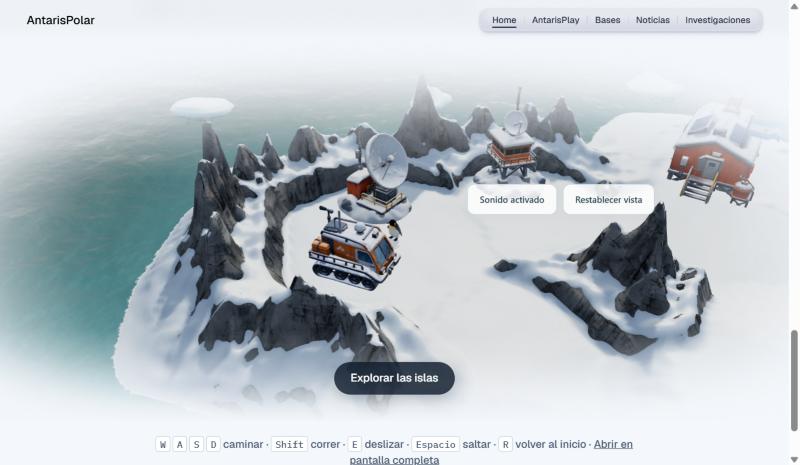 AntarisPolar
Home AntarisPlay Bases Noticias Investigaciones
Sonido activado Restablecer vista
Explorar las islas
W A S D caminar · Shift correr · E deslizar · Espacio saltar · R volver al inicio · Abrir en
pantalla completa